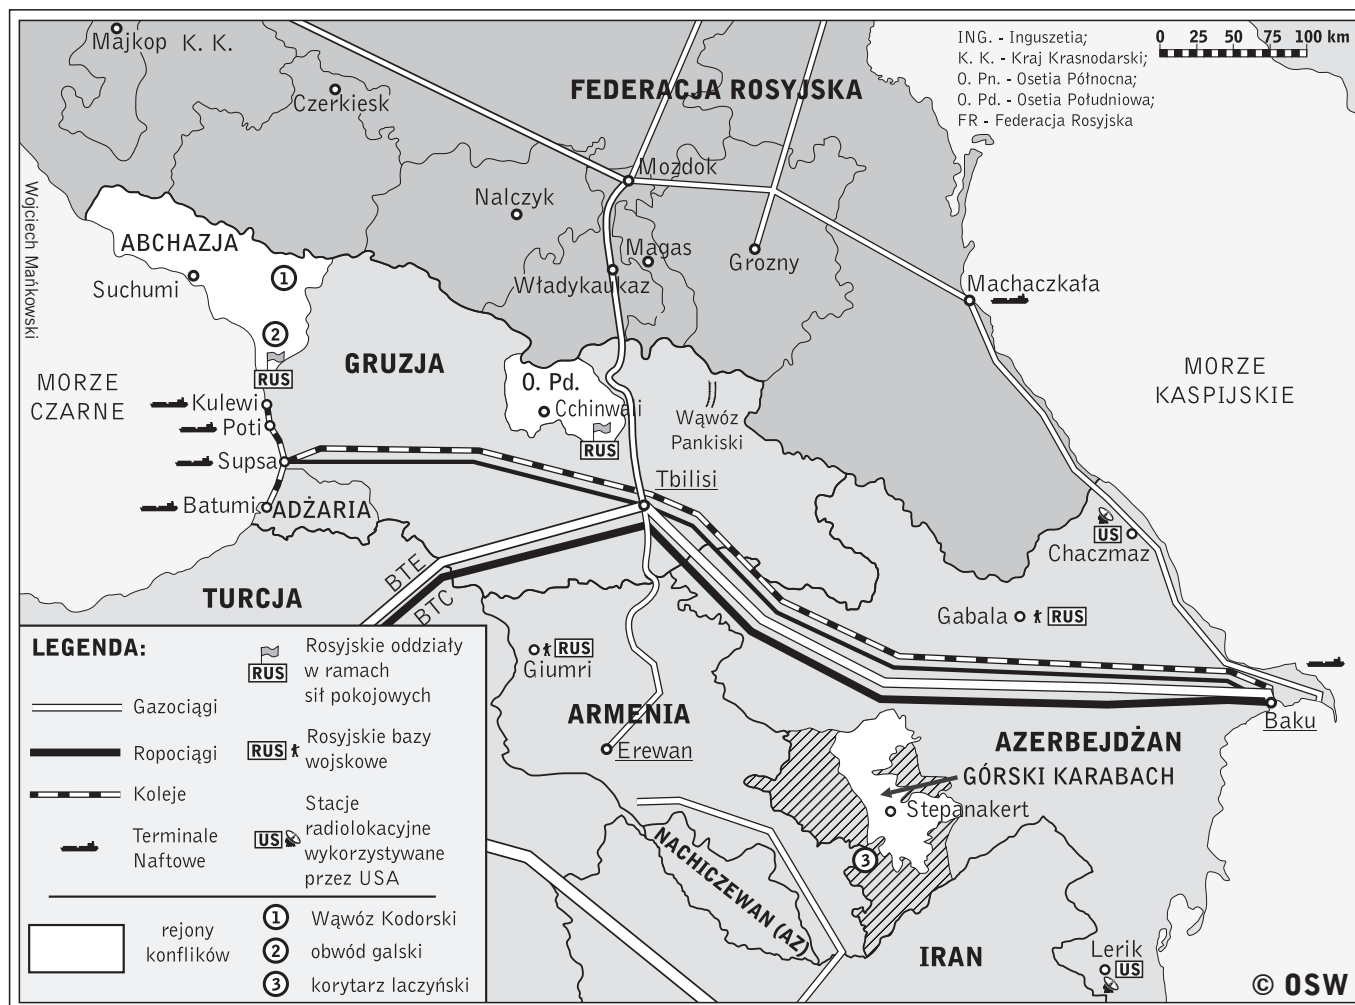 Majkop
K. K.
Czerkiesk
FEDERACJA ROSYJSKA
ING. - Inguszetia;
K. K. - Kraj Krasnodarski;
O. Pn. - Osetia Północna;
O. Pd. - Osetia Południowa;
FR - Federacja Rosyjska
0 25 50 75 100 km
Wojciech Mańkowski
Mozdok
Nalczyk
Magas
Grozny
Władykaukaz
ABCHAZJA
1
Suchumi
2
RUS
Machaczkała
GRUZJA
MORZE
CZARNE
MORZE
KASPIJSKIE
O. Pd.
Cchinwali
RUS
Wąwóz
Pankiski
Kulewi
Poti
Supsa
Batumi
ADŻARIA
Tbilisi
US
Chaczmaz
BTE
BTC
TURCJA
Gabala
RUS
RUS
Giumri
ARMENIA
Erewan
Baku
AZERBEJDŻAN
GÓRSKI KARABACH
Stepanakert
3
NACHICZEWAN (AZ)
IRAN
Lerik
US
© OSW
LEGENDA:
Gazociągi
Ropociągi
Koleje
Terminale
Naftowe
RUS
Rosyjskie oddziały
w ramach
sił pokojowych
RUS
Rosyjskie bazy
wojskowe
US
Stacje
radiolokacyjne
wykorzystywane
przez USA
rejony
konflików
1 Wąwóz Kodorski
2 obwód galski
3 korytarz laczyński